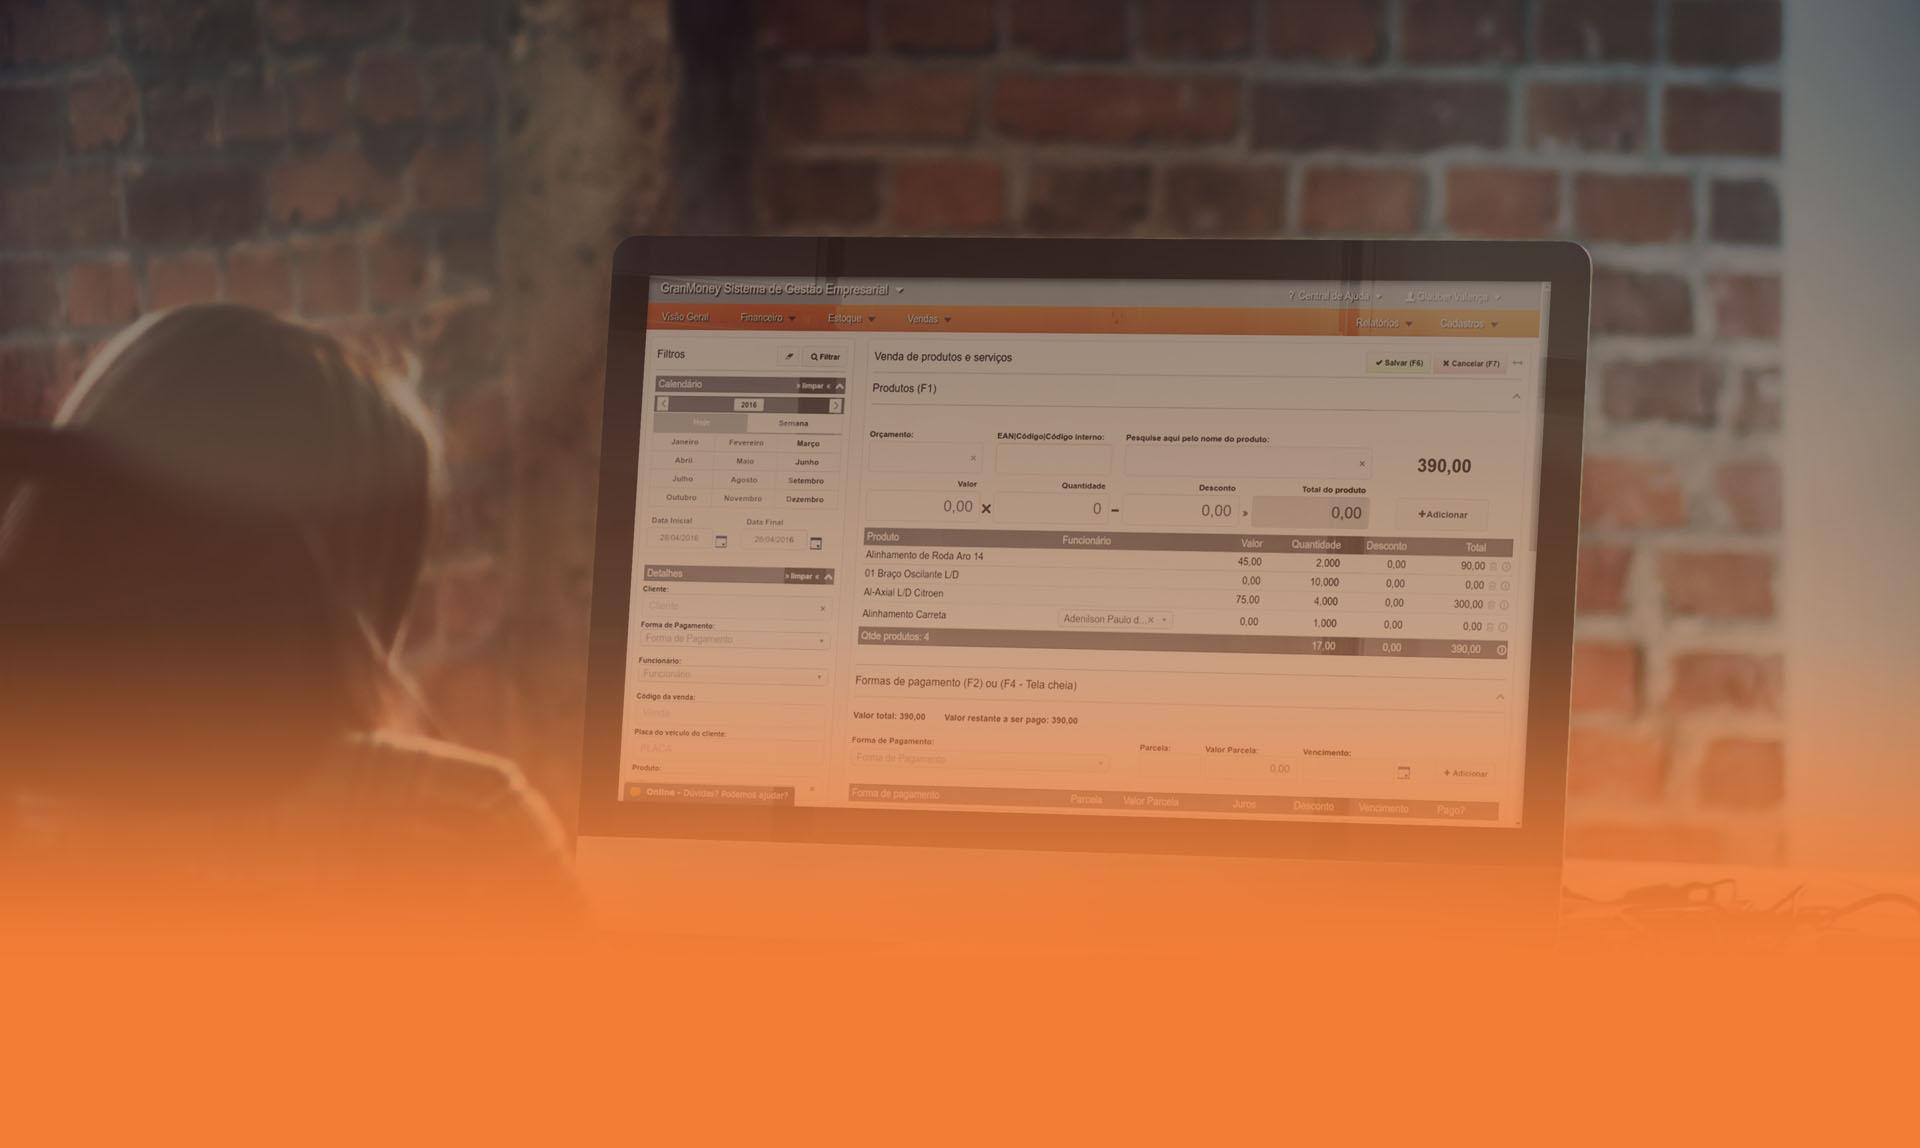 GranMoney Sistema de Gestão Empresarial
? Central de Ajuda
Glauber Valença
Visão Geral Financeiro Estoque Vendas Relatórios Cadastros
Filtros
Filtrar
Calendário
» limpar «
2016
Hoje Semana
Janeiro Fevereiro Março
Abril Maio Junho
Julho Agosto Setembro
Outubro Novembro Dezembro
Data Inicial Data Final
28/04/2016 28/04/2016
Detalhes
» limpar «
Cliente:
Cliente
Forma de Pagamento:
Forma de Pagamento
Funcionário:
Funcionário
Código da venda:
Venda
Placa do veículo do cliente:
PLACA
Produto:
Online - Dúvidas? Podemos ajudar?
Venda de produtos e serviços
Salvar (F6)
Cancelar (F7)
Produtos (F1)
Orçamento: EAN|Código|Código interno: Pesquise aqui pelo nome do produto:
390,00
Valor Quantidade Desconto Total do produto
0,00 × 0 − 0,00 » 0,00
+Adicionar
Produto Funcionário Valor Quantidade Desconto Total
Alinhamento de Roda Aro 14 45,00 2,000 0,00 90,00
01 Braço Oscilante L/D 0,00 10,000 0,00 0,00
Al-Axial L/D Citroen 75,00 4,000 0,00 300,00
Alinhamento Carreta Adenilson Paulo d...× 0,00 1,000 0,00 0,00
Qtde produtos: 4 17,00 0,00 390,00
Formas de pagamento (F2) ou (F4 - Tela cheia)
Valor total: 390,00 Valor restante a ser pago: 390,00
Forma de Pagamento: Parcela: Valor Parcela: Vencimento:
Forma de Pagamento 0,00
+ Adicionar
Forma de pagamento Parcela Valor Parcela Juros Desconto Vencimento Pago?